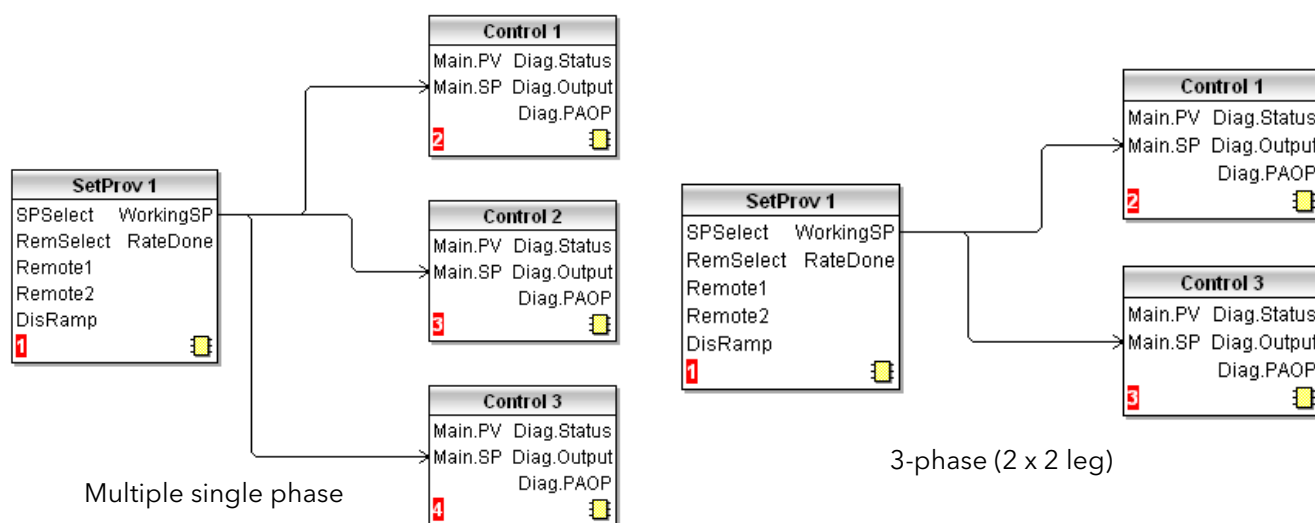 Control 1
Main.PV Diag.Status
Main.SP Diag.Output
Diag.PAOP
2
SetProv 1
SPSelect WorkingSP
RemSelect RateDone
Remote1
Remote2
DisRamp
1
Control 2
Main.PV Diag.Status
Main.SP Diag.Output
Diag.PAOP
3
Control 3
Main.PV Diag.Status
Main.SP Diag.Output
Diag.PAOP
4
Multiple single phase
Control 1
Main.PV Diag.Status
Main.SP Diag.Output
Diag.PAOP
2
SetProv 1
SPSelect WorkingSP
RemSelect RateDone
Remote1
Remote2
DisRamp
1
Control 3
Main.PV Diag.Status
Main.SP Diag.Output
Diag.PAOP
3
3-phase (2 x 2 leg)